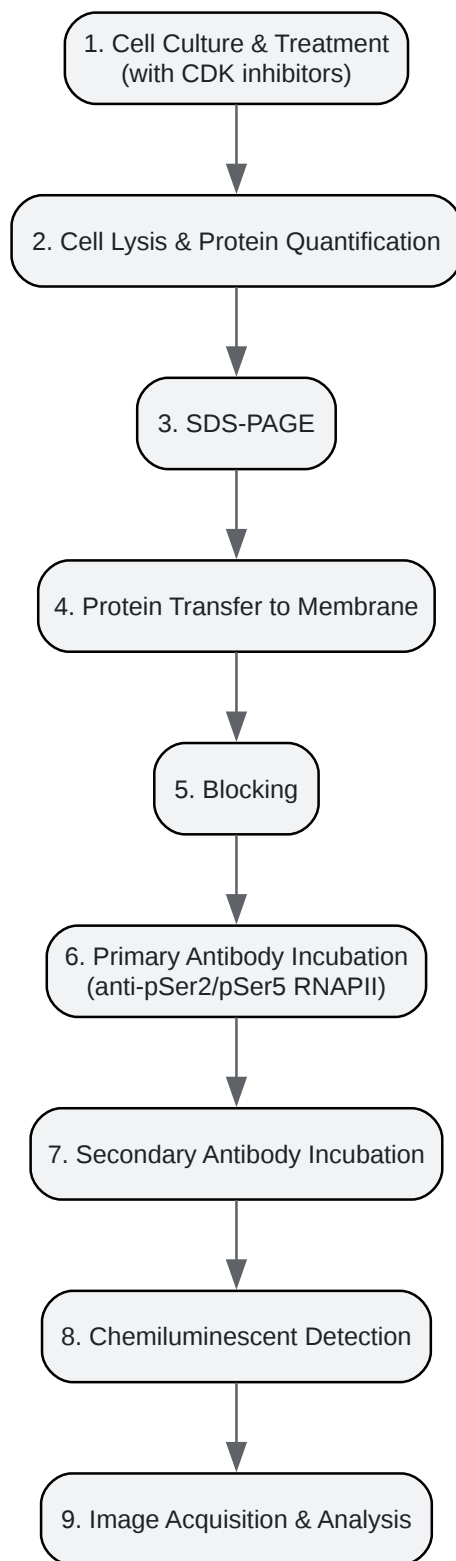 1. Cell Culture & Treatment
(with CDK inhibitors)
2. Cell Lysis & Protein Quantification
3. SDS-PAGE
4. Protein Transfer to Membrane
5. Blocking
6. Primary Antibody Incubation
(anti-pSer2/pSer5 RNAPII)
7. Secondary Antibody Incubation
8. Chemiluminescent Detection
9. Image Acquisition & Analysis